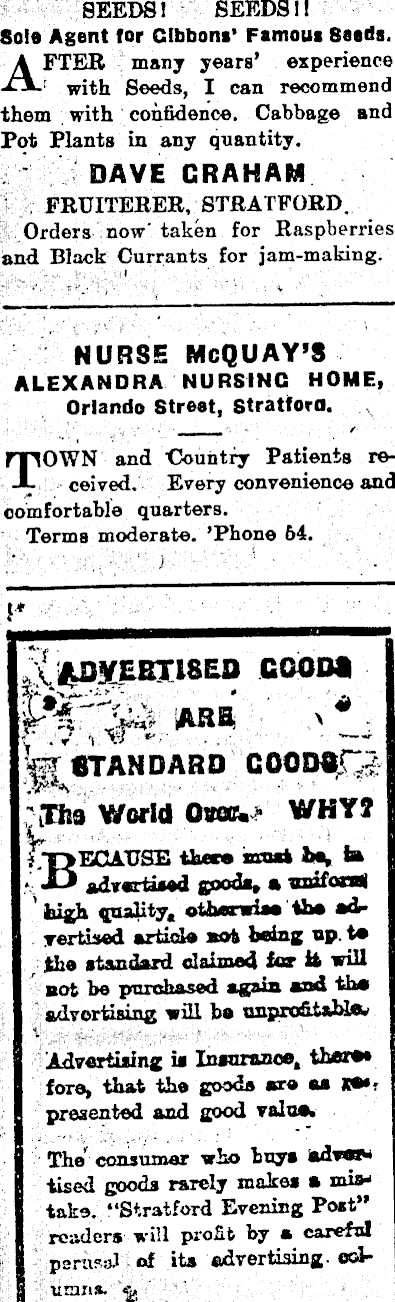 SEEDS! SEEDS!!
Sole Agent for Gibbons' Famous Seeds.
AFTER many years' experience
with Seeds, I can recommend
them with confidence. Cabbage and
Pot Plants in any quantity.
DAVE GRAHAM
FRUITERER, STRATFORD.
Orders now taken for Raspberries
and Black Currants for jam-making.
NURSE McQUAY'S
ALEXANDRA NURSING HOME,
Orlando Street, Stratford.
TOWN and Country Patients re-
ceived. Every convenience and
comfortable quarters.
Terms moderate. 'Phone 54.
ADVERTISED GOODS
ARE
STANDARD GOODS
The World Over. WHY?
BECAUSE there must be, in
advertised goods, a uniform
high quality, otherwise the ad-
vertised article not being up to
the standard claimed for it will
not be purchased again and the
advertising will be unprofitable.
Advertising is Insurance, there-
fore, that the goods are as rep-
presented and good value.
The consumer who buys adver-
tised goods rarely makes a mis-
take. "Stratford Evening Post"
readers will profit by a careful
perusal of its advertising col-
umns.